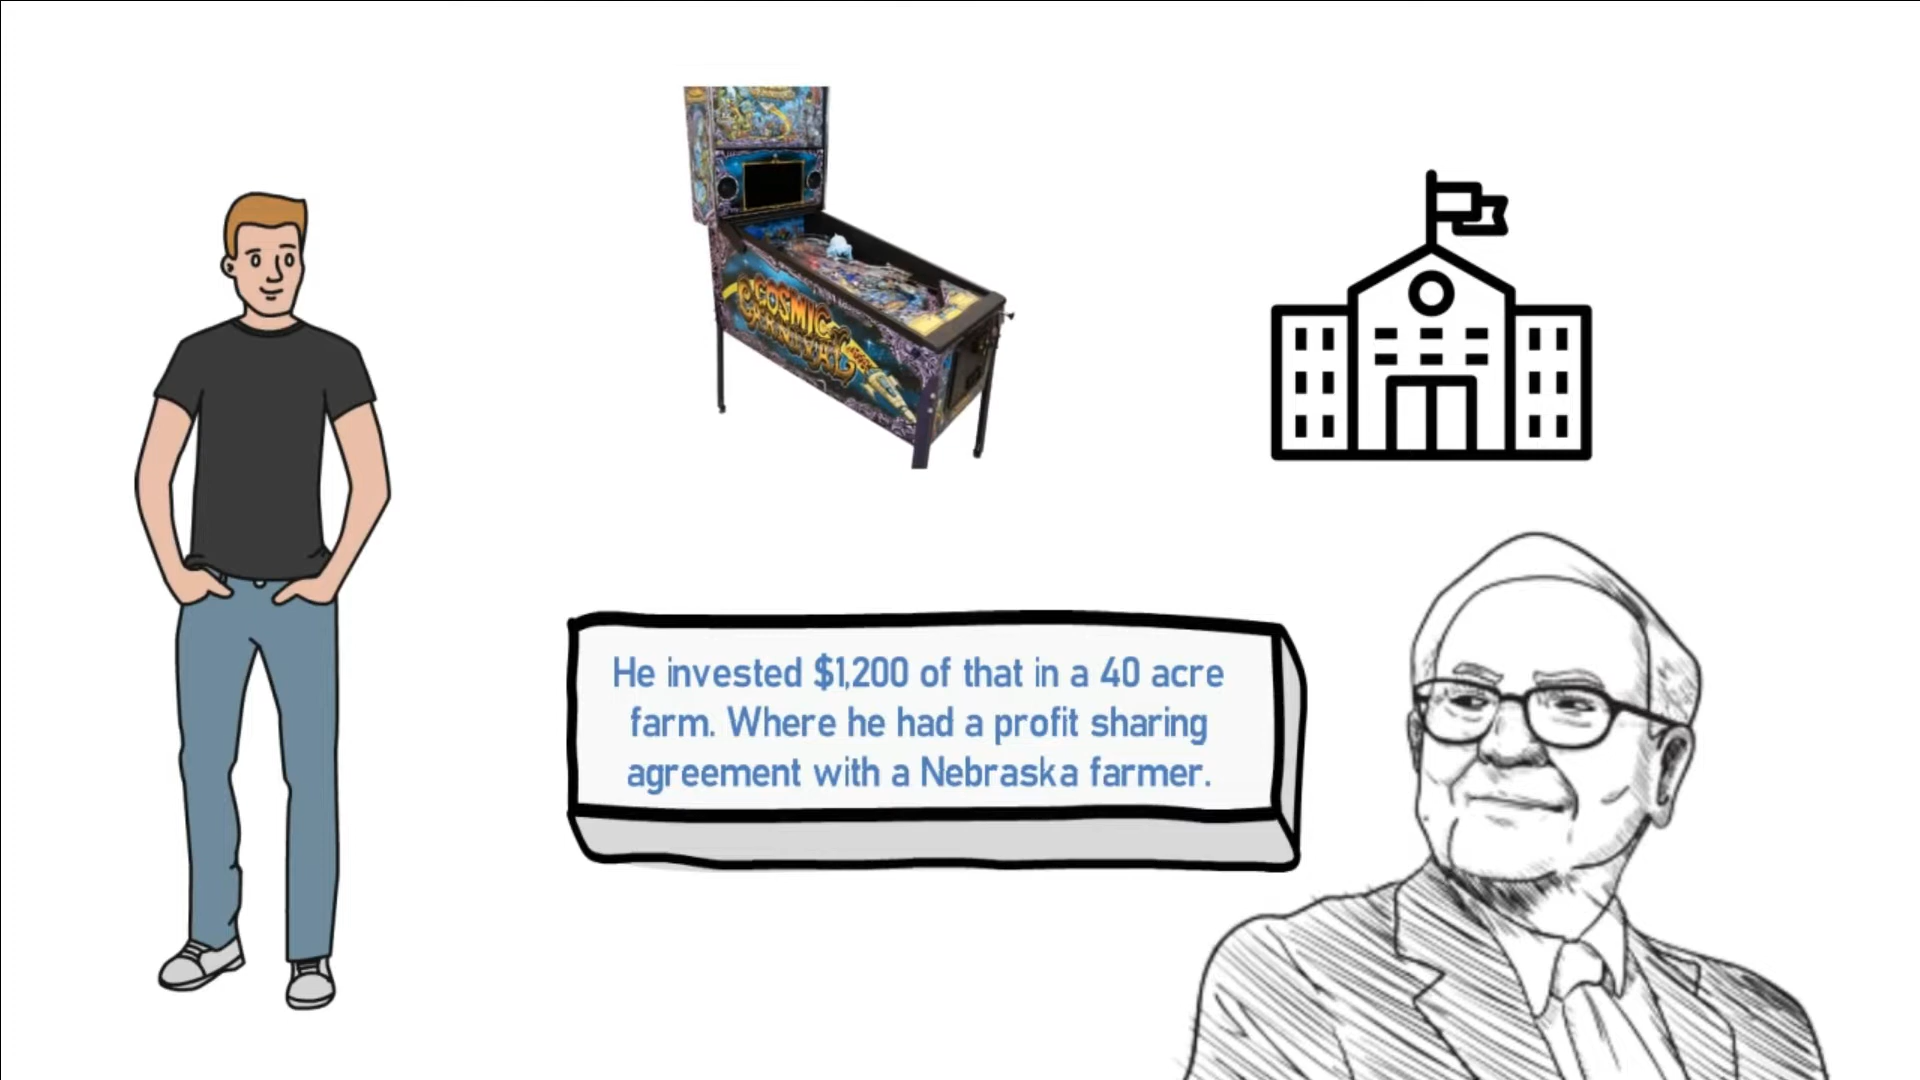 COSMIC
CARNIVAL
He invested $1,200 of that in a 40 acre
farm. Where he had a profit sharing
agreement with a Nebraska farmer.